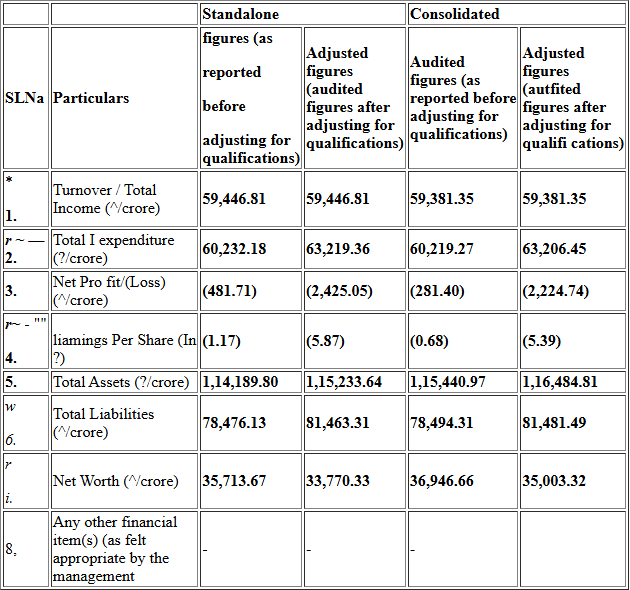 Standalone Consolidated
SLNa Particulars figures (as reported before adjusting for qualifications) Adjusted figures (audited figures after adjusting for qualifications) Audited figures (as reported before adjusting for qualifications) Adjusted figures (autfited figures after adjusting for qualifi cations)
* 1. Turnover / Total Income (^/crore) 59,446.81 59,446.81 59,381.35 59,381.35
r ~ — 2. Total I expenditure (?/crore) 60,232.18 63,219.36 60,219.27 63,206.45
3. Net Pro fit/(Loss) (^/crore) (481.71) (2,425.05) (281.40) (2,224.74)
r~ - "" 4. liamings Per Share (In ?) (1.17) (5.87) (0.68) (5.39)
5. Total Assets (?/crore) 1,14,189.80 1,15,233.64 1,15,440.97 1,16,484.81
w 6. Total Liabilities (^/crore) 78,476.13 81,463.31 78,494.31 81,481.49
r i. Net Worth (^/crore) 35,713.67 33,770.33 36,946.66 35,003.32
8, Any other financial item(s) (as felt appropriate by the management - - -